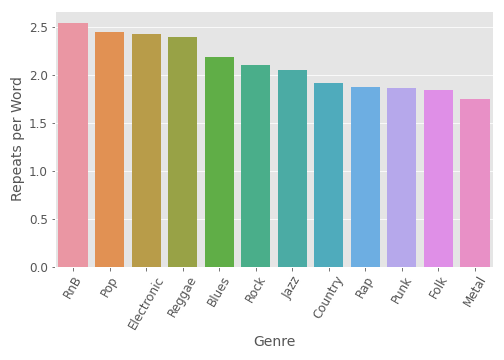 Repeats per Word
2.5
2.0
1.5
1.0
0.5
0.0
RnB
Pop
Electronic
Reggae
Blues
Rock
Jazz
Country
Rap
Punk
Folk
Metal
Genre